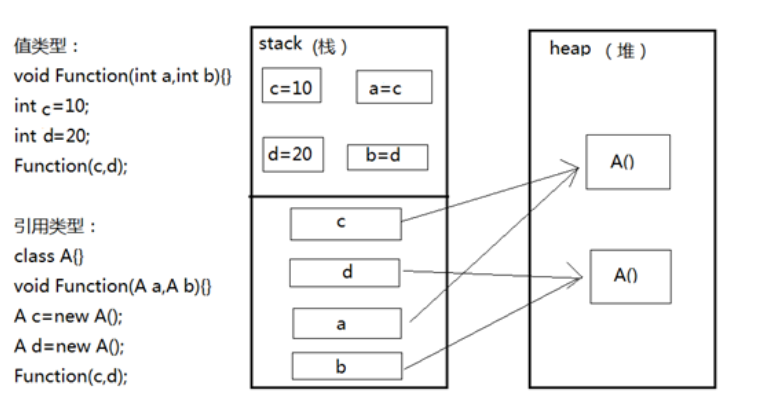 值类型：
void Function(int a,int b){}
int c=10;
int d=20;
Function(c,d);
引用类型：
class A{}
void Function(A a,A b){}
A c=new A();
A d=new A();
Function(c,d);
stack（栈）
c=10
a=c
d=20
b=d
c
d
a
b
heap （堆）
A()
A()